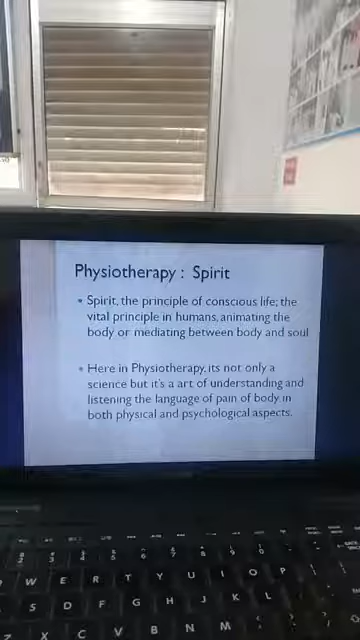 Physiotherapy : Spirit
• Spirit, the principle of conscious life; the
vital principle in humans, animating the
body or mediating between body and soul
• Here in Physiotherapy, its not only a
science but it's a art of understanding and
listening the language of pain of body in
both physical and psychological aspects.
W E R T Y U I O P
S D F G H J K L
X C V B N M